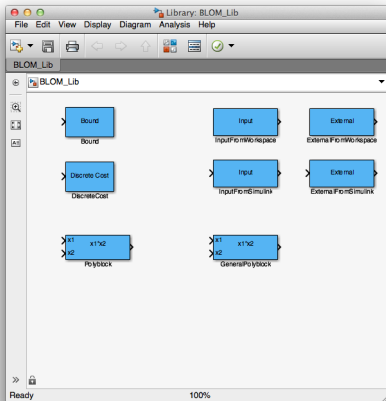 Library: BLOM_Lib
File Edit View Display Diagram Analysis Help
BLOM_Lib
BLOM_Lib
Bound Input External
Bound InputFromWorkspace ExternalFromWorkspace
Discrete Cost Input External
DiscreteCost InputFromSimulink ExternalFromSimulink
x1 x1*x2 x1 x1*x2
x2 x2
Polyblock GeneralPolyblock
Ready 100%